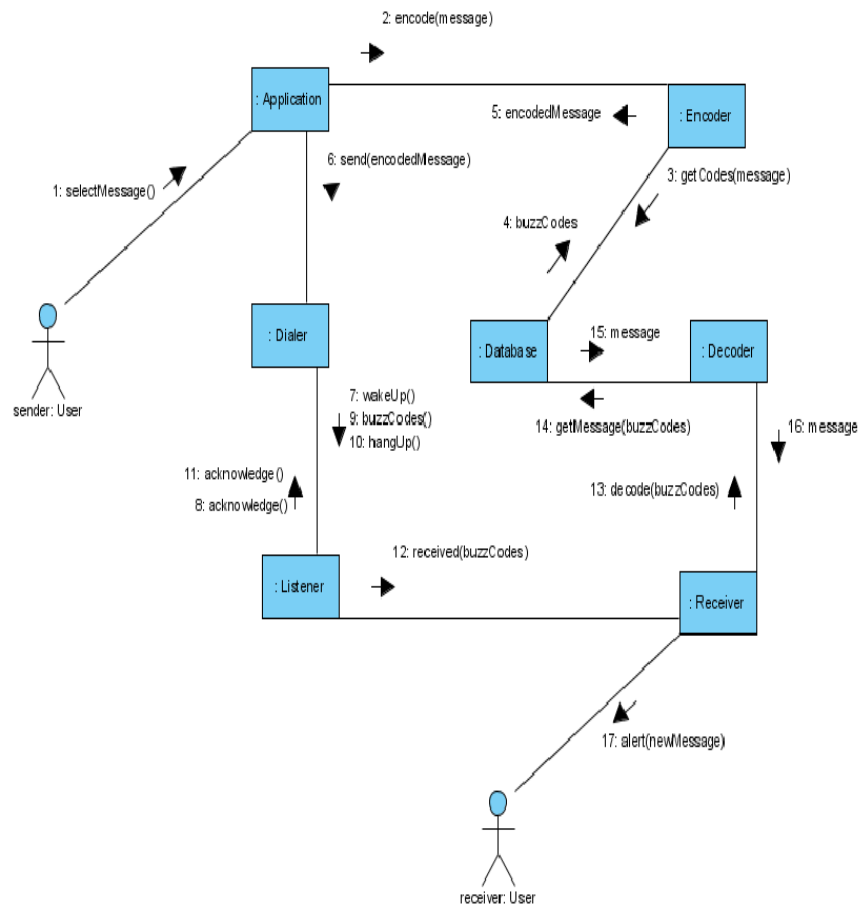 2: encode(message)
: Application
5: encodedMessage
: Encoder
6: send(encodedMessage)
3: getCodes(message)
1: selectMessage()
4: buzzCodes
: Dialer
: Database
15: message
: Decoder
sender: User
7: wakeUp()
9: buzzCodes()
10: hangUp()
14: getMessage(buzzCodes)
16: message
11: acknowledge()
8: acknowledge()
13: decode(buzzCodes)
12: received(buzzCodes)
: Listener
: Receiver
17: alert(newMessage)
receiver: User